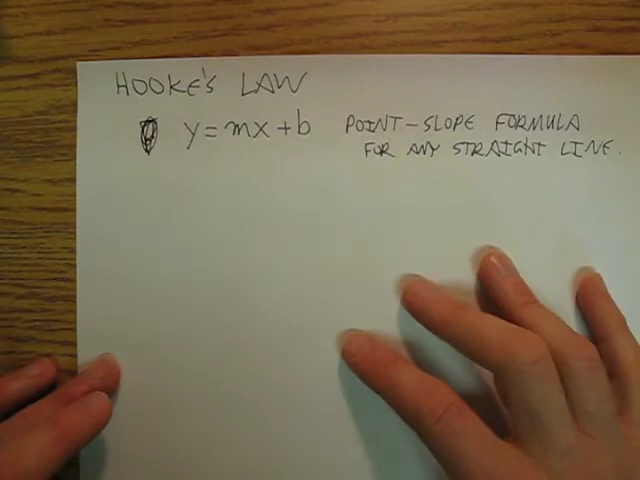 HOOKE'S LAW
y = mx + b POINT-SLOPE FORMULA
FOR ANY STRAIGHT LINE.